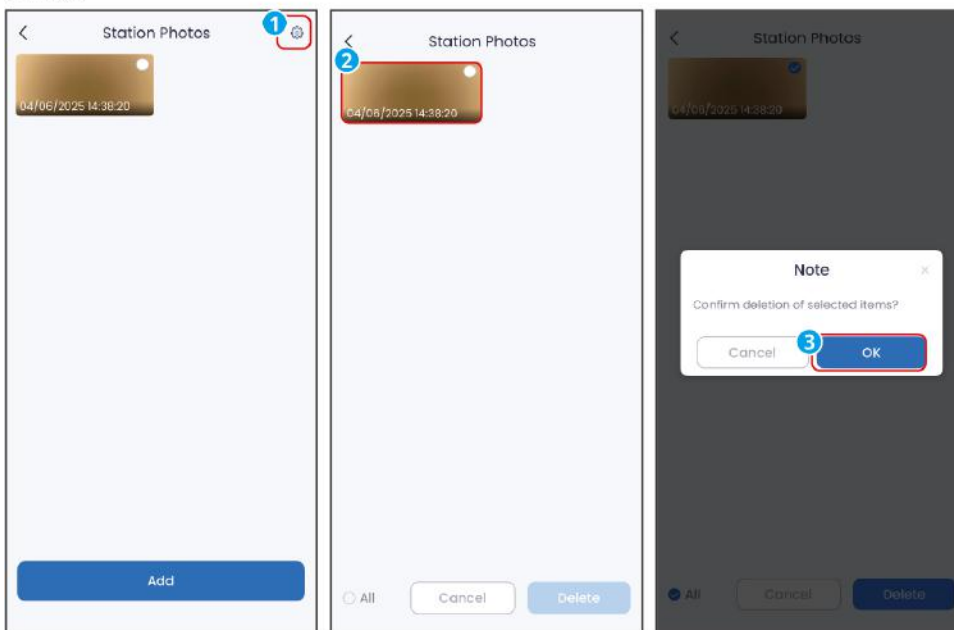 Station Photos
1
04/06/2025 14:38:20
Add
Station Photos
2
04/06/2025 14:38:20
All
Cancel
Delete
Station Photos
04/06/2025 14:38:20
Note
×
Confirm deletion of selected items?
Cancel
3
OK
All
Cancel
Delete